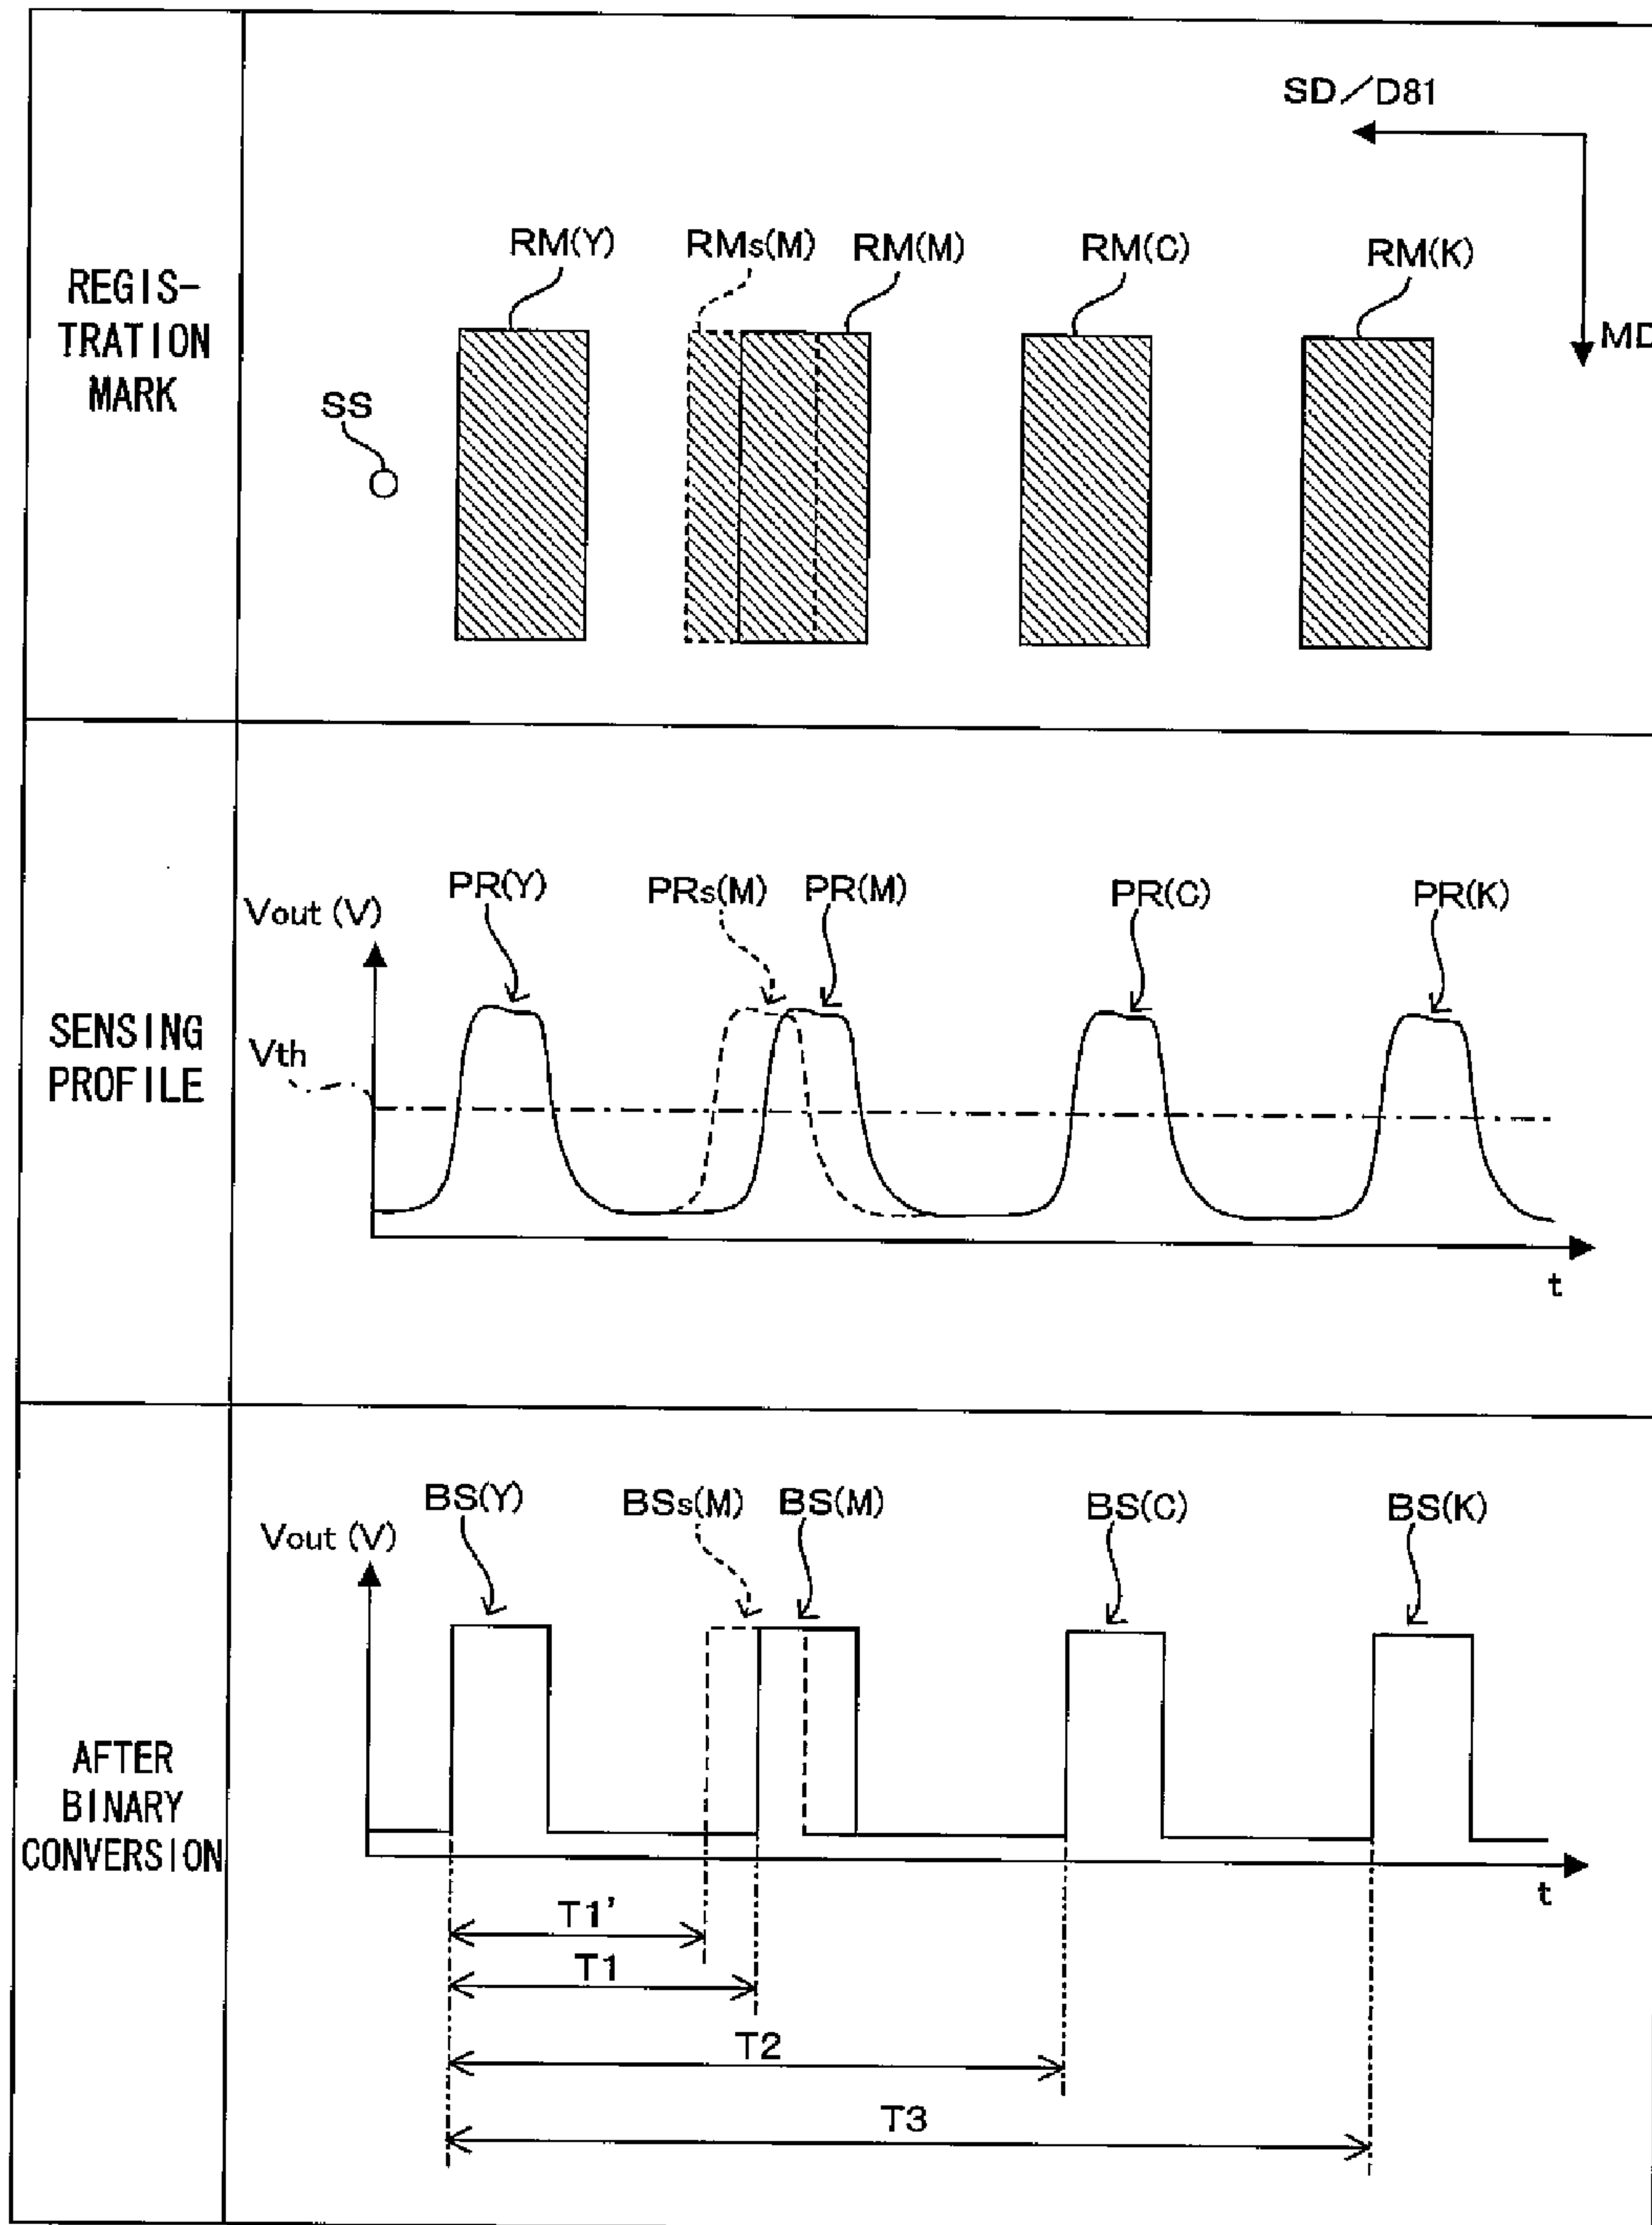 REGIS-
TRATION
MARK
SD/D81
MD
RM(Y)
RMs(M)
RM(M)
RM(C)
RM(K)
SS
SENSING
PROFILE
Vout (V)
Vth
PR(Y)
PRs(M)
PR(M)
PR(C)
PR(K)
t
AFTER
BINARY
CONVERSION
Vout (V)
BS(Y)
BSs(M)
BS(M)
BS(C)
BS(K)
t
T1'
T1
T2
T3